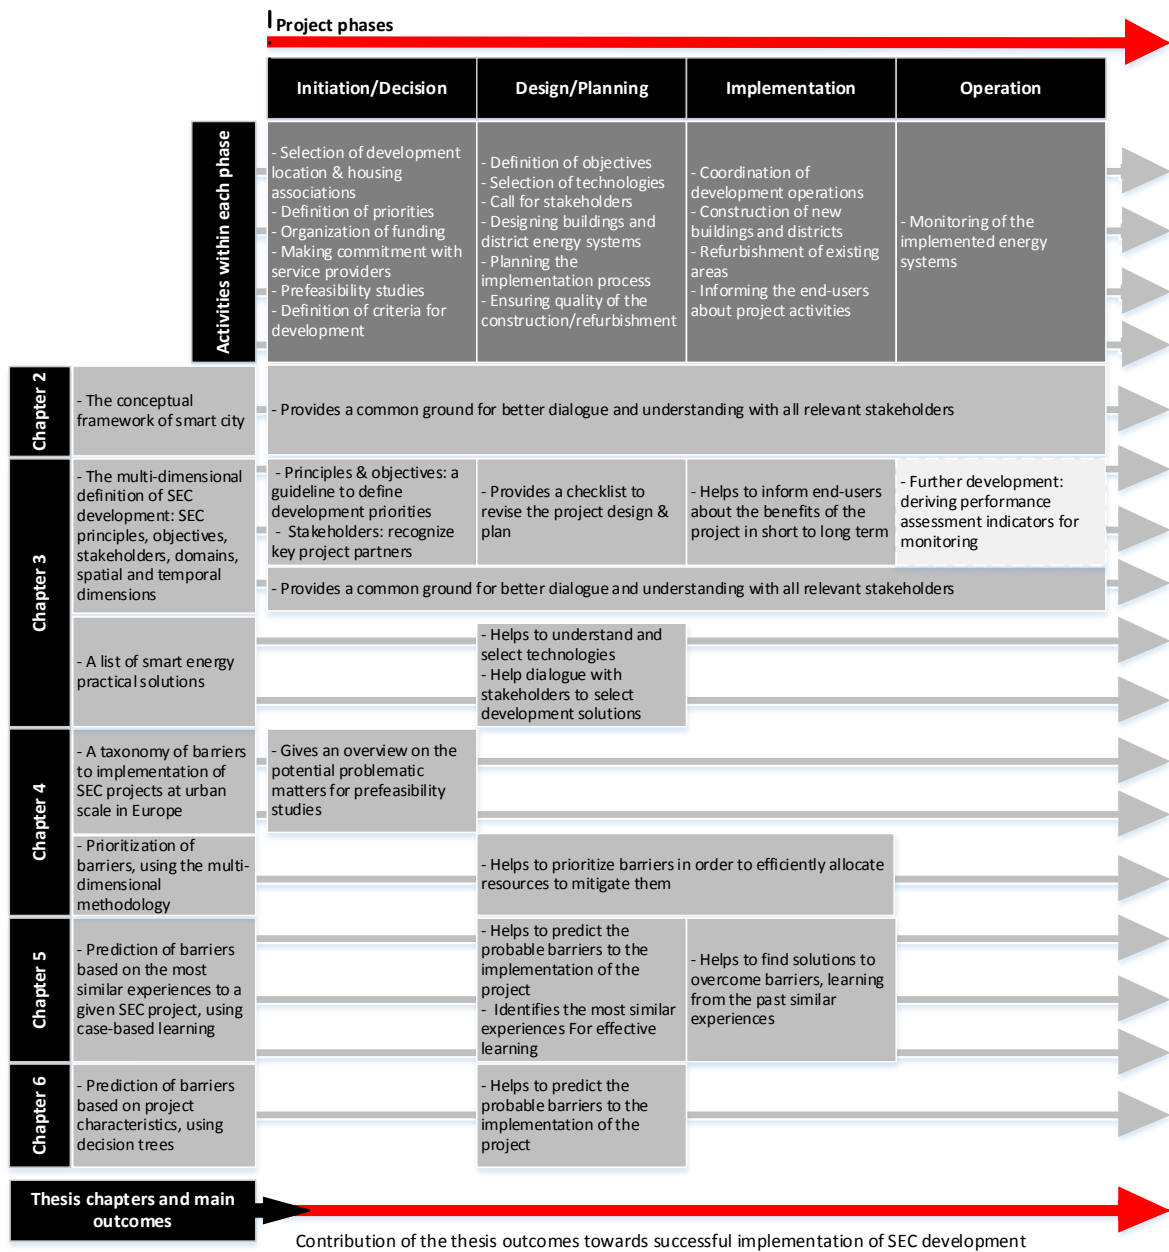 Project phases
Initiation/Decision
Design/Planning
Implementation
Operation
Activities within each phase
- Selection of development
location & housing
associations
- Definition of priorities
- Organization of funding
- Making commitment with
service providers
- Prefeasibility studies
- Definition of criteria for
development
- Definition of objectives
- Selection of technologies
- Call for stakeholders
- Designing buildings and
district energy systems
- Planning the
implementation process
- Ensuring quality of the
construction/refurbishment
- Coordination of
development operations
- Construction of new
buildings and districts
- Refurbishment of existing
areas
- Informing the end-users
about project activities
- Monitoring of the
implemented energy
systems
Chapter 2
- The conceptual
framework of smart city
- Provides a common ground for better dialogue and understanding with all relevant stakeholders
Chapter 3
- The multi-dimensional
definition of SEC
development: SEC
principles, objectives,
stakeholders, domains,
spatial and temporal
dimensions
- Principles & objectives: a
guideline to define
development priorities
- Stakeholders: recognize
key project partners
- Provides a checklist to
revise the project design &
plan
- Helps to inform end-users
about the benefits of the
project in short to long term
- Further development:
deriving performance
assessment indicators for
monitoring
- Provides a common ground for better dialogue and understanding with all relevant stakeholders
- A list of smart energy
practical solutions
- Helps to understand and
select technologies
- Help dialogue with
stakeholders to select
development solutions
Chapter 4
- A taxonomy of barriers
to implementation of
SEC projects at urban
scale in Europe
- Gives an overview on the
potential problematic
matters for prefeasibility
studies
- Prioritization of
barriers, using the multi-
dimensional
methodology
- Helps to prioritize barriers in order to efficiently allocate
resources to mitigate them
Chapter 5
- Prediction of barriers
based on the most
similar experiences to a
given SEC project, using
case-based learning
- Helps to predict the
probable barriers to the
implementation of the
project
- Identifies the most similar
experiences For effective
learning
- Helps to find solutions to
overcome barriers, learning
from the past similar
experiences
Chapter 6
- Prediction of barriers
based on project
characteristics, using
decision trees
- Helps to predict the
probable barriers to the
implementation of the
project
Thesis chapters and main
outcomes
Contribution of the thesis outcomes towards successful implementation of SEC development